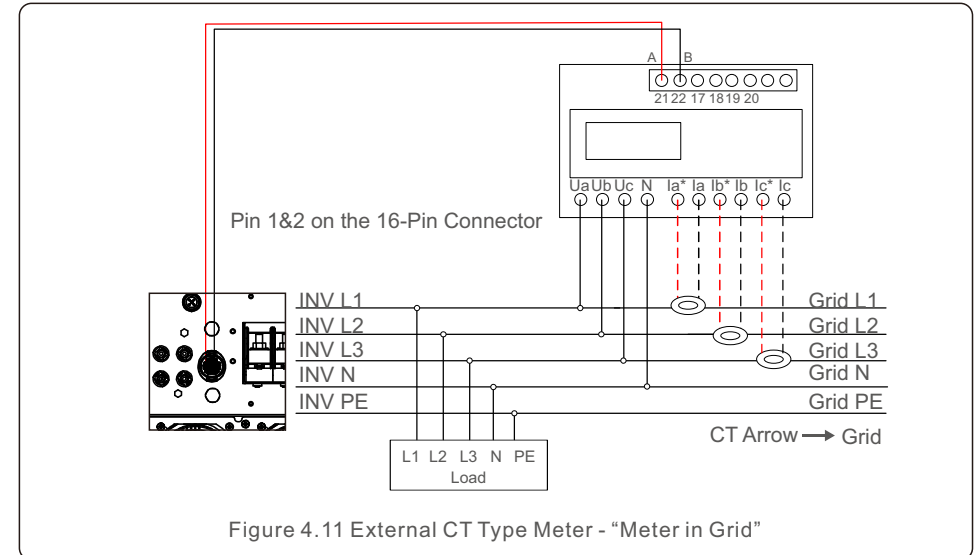 A B
21 22 17 18 19 20
Ua Ub Uc N Ia* Ia Ib* Ib Ic* Ic
Pin 1&2 on the 16-Pin Connector
INV L1 Grid L1
INV L2 Grid L2
INV L3 Grid L3
INV N Grid N
INV PE Grid PE
CT Arrow → Grid
L1 L2 L3 N PE
Load
Figure 4.11 External CT Type Meter - “Meter in Grid”